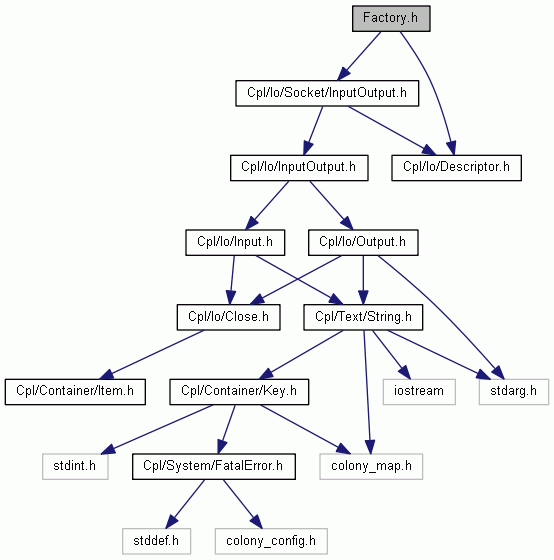 Factory.h
Cpl/Io/Socket/InputOutput.h
Cpl/Io/InputOutput.h
Cpl/Io/Descriptor.h
Cpl/Io/Input.h
Cpl/Io/Output.h
Cpl/Io/Close.h
Cpl/Text/String.h
Cpl/Container/Item.h
Cpl/Container/Key.h
iostream
stdarg.h
stdint.h
Cpl/System/FatalError.h
colony_map.h
stddef.h
colony_config.h